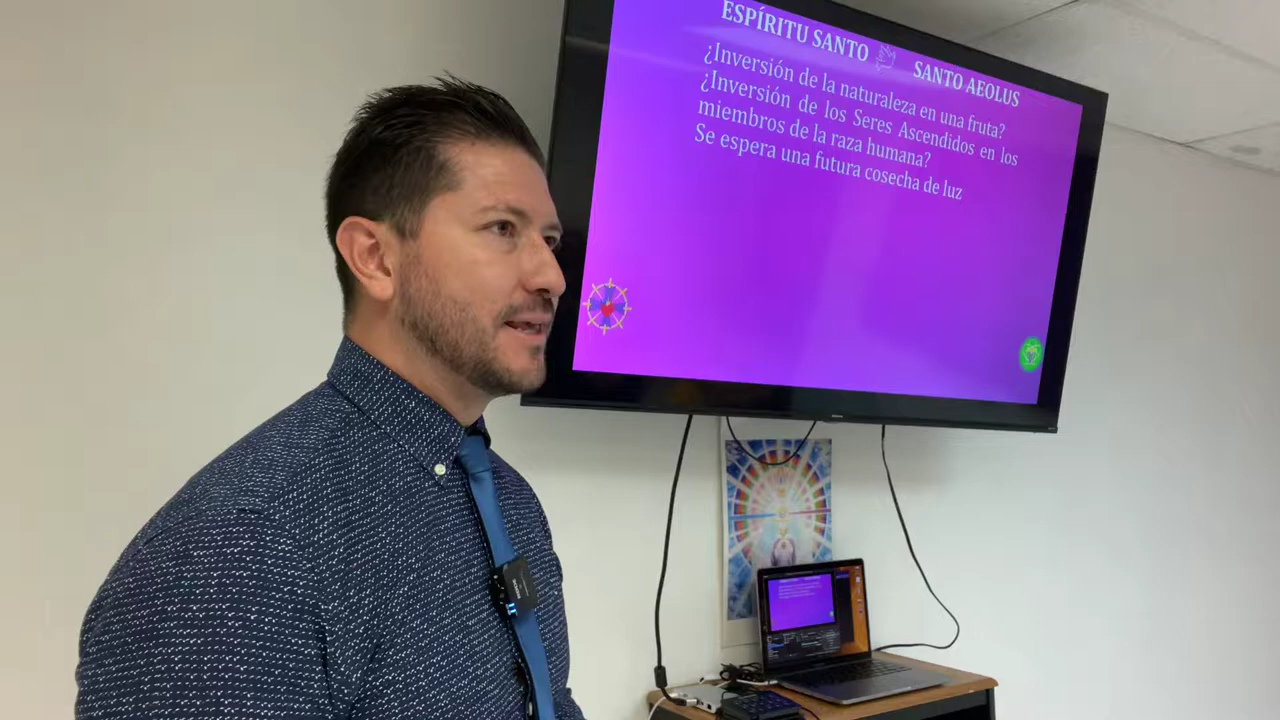 ESPÍRITU SANTO SANTO AEOLUS
¿Inversión de la naturaleza en una fruta?
¿Inversión de los Seres Ascendidos en los
miembros de la raza humana?
Se espera una futura cosecha de luz